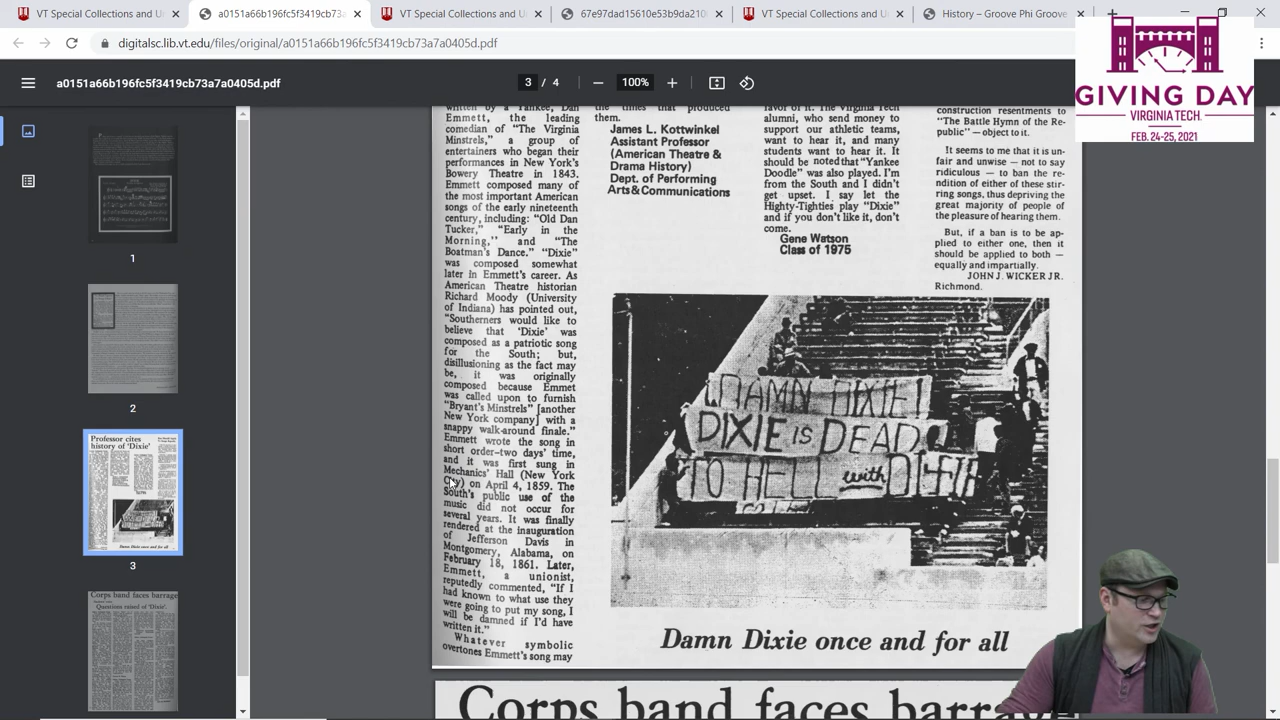 VT Special Collections and U
a0151a66b196fc5f3419cb73a7a0
VT Special Collections and Un
67e97dad15610e53b9da210
VT Special Collections and Un
History – Groove Phi Groove
digitalsc.lib.vt.edu/files/original/a0151a66b196fc5f3419cb73a7a0405d.pdf
a0151a66b196fc5f3419cb73a7a0405d.pdf
3 / 4
100%
GIVING DAY
VIRGINIA TECH.
FEB. 24-25, 2021
1
2
Professor cites
history of 'Dixie'
3
Corps band faces barrage
Questions raised of 'Dixie'.
written by a Yankee, Dan
Emmett, the leading
comedian of "The Virginia
Minstrels," a group of
entertainers who began their
performances in New York's
Bowery Theatre in 1843.
Emmett composed many of
the most important American
songs of the early nineteenth
century, including: "Old Dan
Tucker," "Early in the
Morning," and "The
Boatman's Dance." "Dixie"
was composed somewhat
later in Emmett's career. As
American Theatre historian
Richard Moody (University
of Indiana) has pointed out,
"Southerners would like to
believe that 'Dixie' was
composed as a patriotic song
for the South; but,
disillusioning as the fact may
be, it was originally
composed because Emmet
was called upon to furnish
"Bryant's Minstrels" [another
New York company] with a
snappy walk-around finale."
Emmett wrote the song in
short order-two days' time,
and it was first sung in
Mechanics' Hall (New York
City) on April 4, 1859. The
South's public use of the
music did not occur for
several years. It was finally
rendered at the inauguration
of Jefferson Davis in
Montgomery, Alabama, on
February 18, 1861. Later,
Emmett, a unionist,
reputedly commented, "If I
had known to what use they
were going to put my song, I
will be damned if I'd have
written it."
Whatever symbolic
overtones Emmett's song may
the times that produced
them.
James L. Kottwinkel
Assistant Professor
(American Theatre &
Drama History)
Dept. of Performing
Arts & Communications
favor of it. The Virginia Tech
alumni, who send money to
support our athletic teams,
want to hear it, and many
students want to hear it. It
should be noted that "Yankee
Doodle" was also played. I'm
from the South and I didn't
get upset. I say let the
Highty-Tighties play "Dixie"
and if you don't like it, don't
come.
Gene Watson
Class of 1975
construction resentments to
"The Battle Hymn of the Re-
public" — object to it.
It seems to me that it is un-
fair and unwise — not to say
ridiculous — to ban the re-
ndition of either of these stir-
ring songs, thus depriving the
great majority of people of
the pleasure of hearing them.
But, if a ban is to be ap-
plied to either one, then it
should be applied to both —
equally and impartially.
JOHN J. WICKER JR.
Richmond.
DAMN DIXIE!
DIXIE IS DEAD
TO HELL with DIXIE
Damn Dixie once and for all
Corps band faces barrage